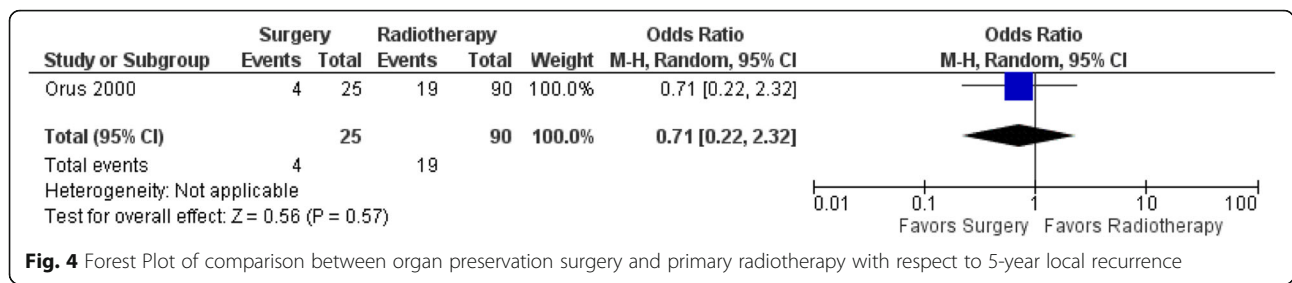 Surgery Radiotherapy Odds Ratio Odds Ratio
Study or Subgroup Events Total Events Total Weight M-H, Random, 95% CI M-H, Random, 95% CI
Orus 2000 4 25 19 90 100.0% 0.71 [0.22, 2.32]
Total (95% CI) 25 90 100.0% 0.71 [0.22, 2.32]
Total events 4 19
Heterogeneity: Not applicable
Test for overall effect: Z = 0.56 (P = 0.57)
0.01 0.1 1 10 100
Favors Surgery Favors Radiotherapy
Fig. 4 Forest Plot of comparison between organ preservation surgery and primary radiotherapy with respect to 5-year local recurrence